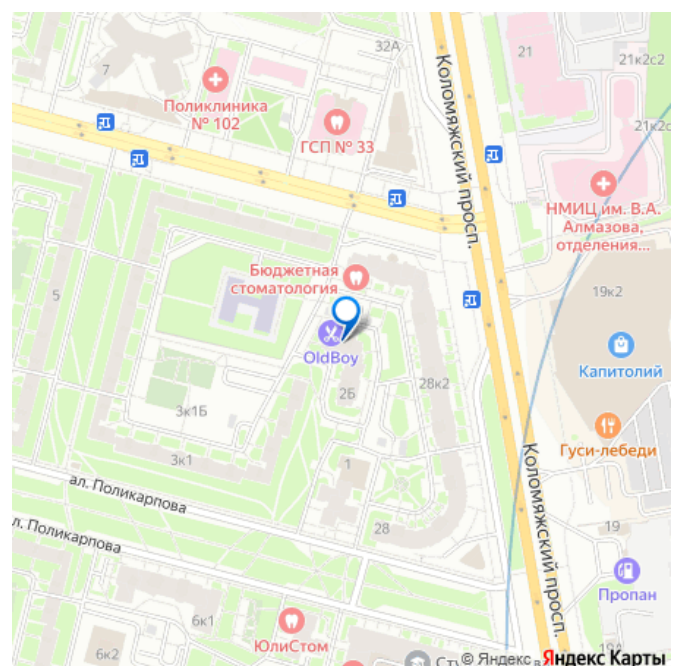 32А
21
21к2с2
7
Коломяжский просп.
Поликлиника
№ 102
ГСП № 33
21к2с
НМИЦ им. В.А.
Алмазова,
отделения...
Бюджетная
стоматология
5
19к2
OldBoy
Капитолий
2Б
28к2
3к1Б
Гуси-лебеди
3к1
1
ал. Поликарпова
Коломяжский просп.
28
19
л. Поликарпова
Пропан
6к1
ЮлиСтом
6к2
© Яндекс Яндекс Карты